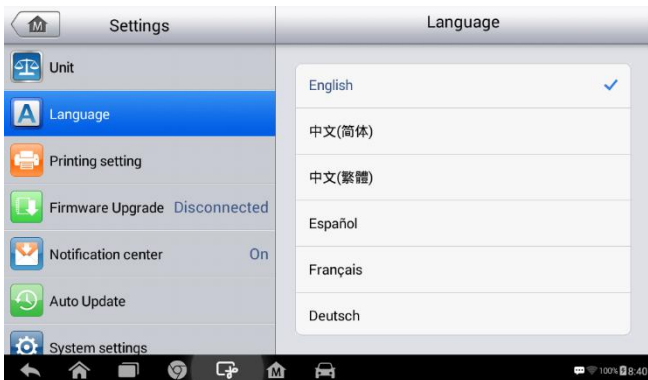 M
Settings
Unit
A
Language
Printing setting
Firmware Upgrade Disconnected
Notification center On
Auto Update
System settings
Language
English
中文(简体)
中文(繁體)
Español
Français
Deutsch
M
100% 8:40